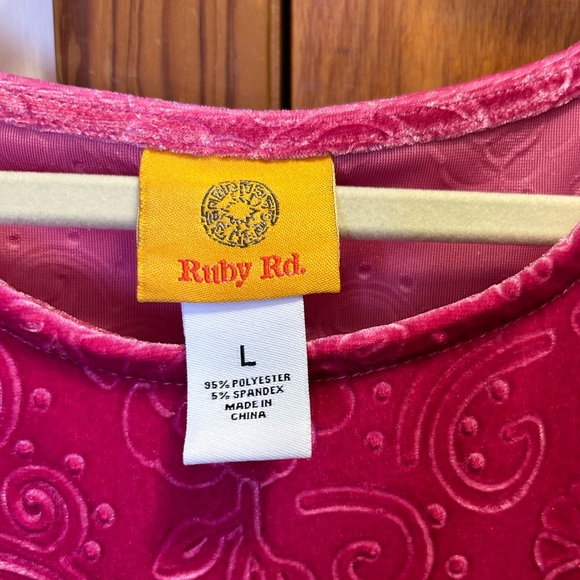 Ruby Rd.
L
95% POLYESTER
5% SPANDEX
MADE IN
CHINA